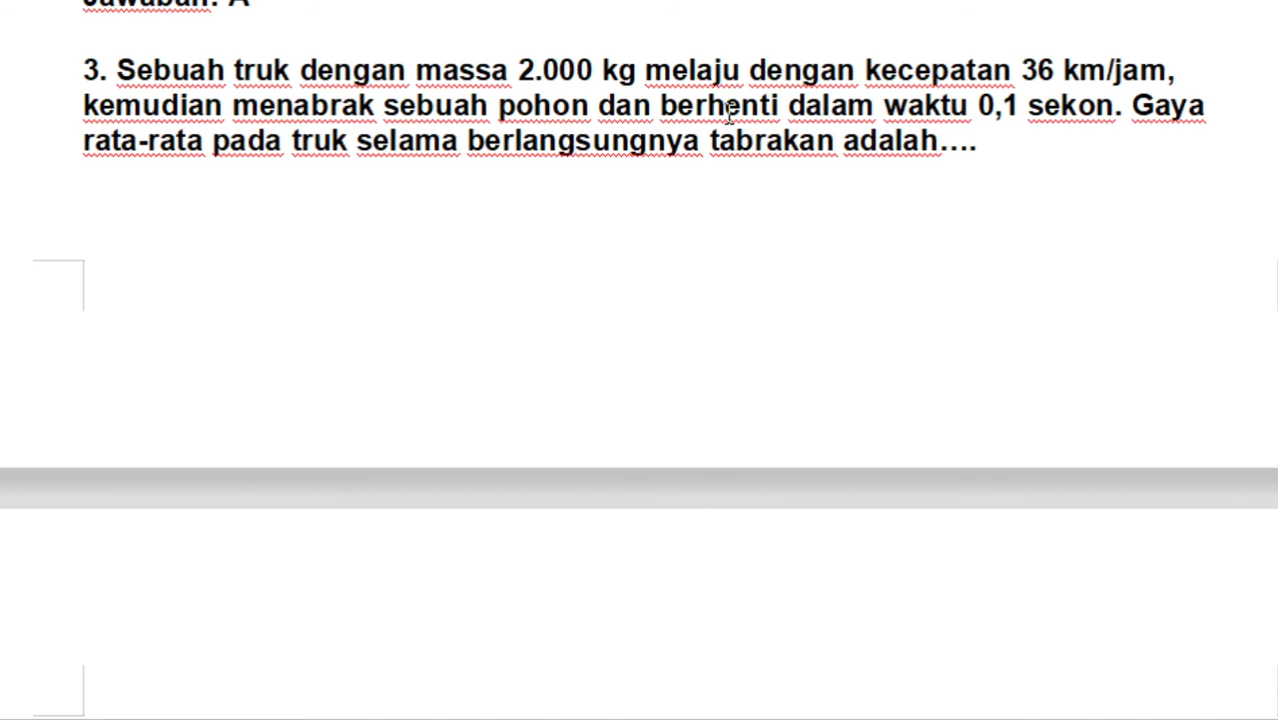 Jawaban: A
3. Sebuah truk dengan massa 2.000 kg melaju dengan kecepatan 36 km/jam,
kemudian menabrak sebuah pohon dan berhenti dalam waktu 0,1 sekon. Gaya
rata-rata pada truk selama berlangsungnya tabrakan adalah....